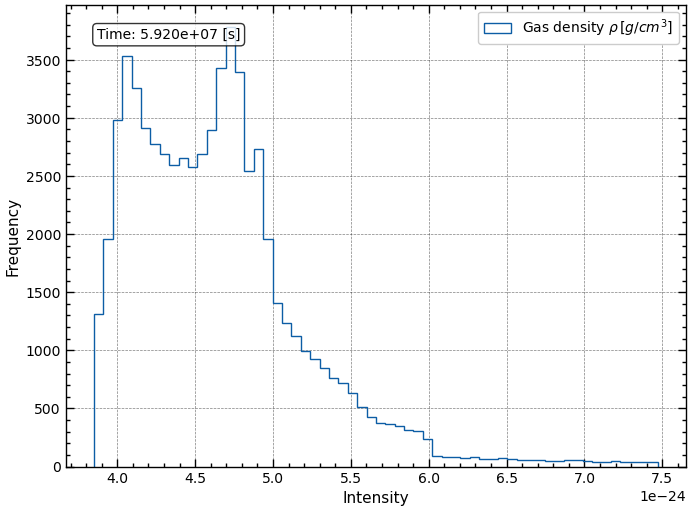 Time: 5.920e+07 [s]
Gas density ρ [g/cm³]
Frequency
3500
3000
2500
2000
1500
1000
500
0
4.0 4.5 5.0 5.5 6.0 6.5 7.0 7.5
1e−24
Intensity